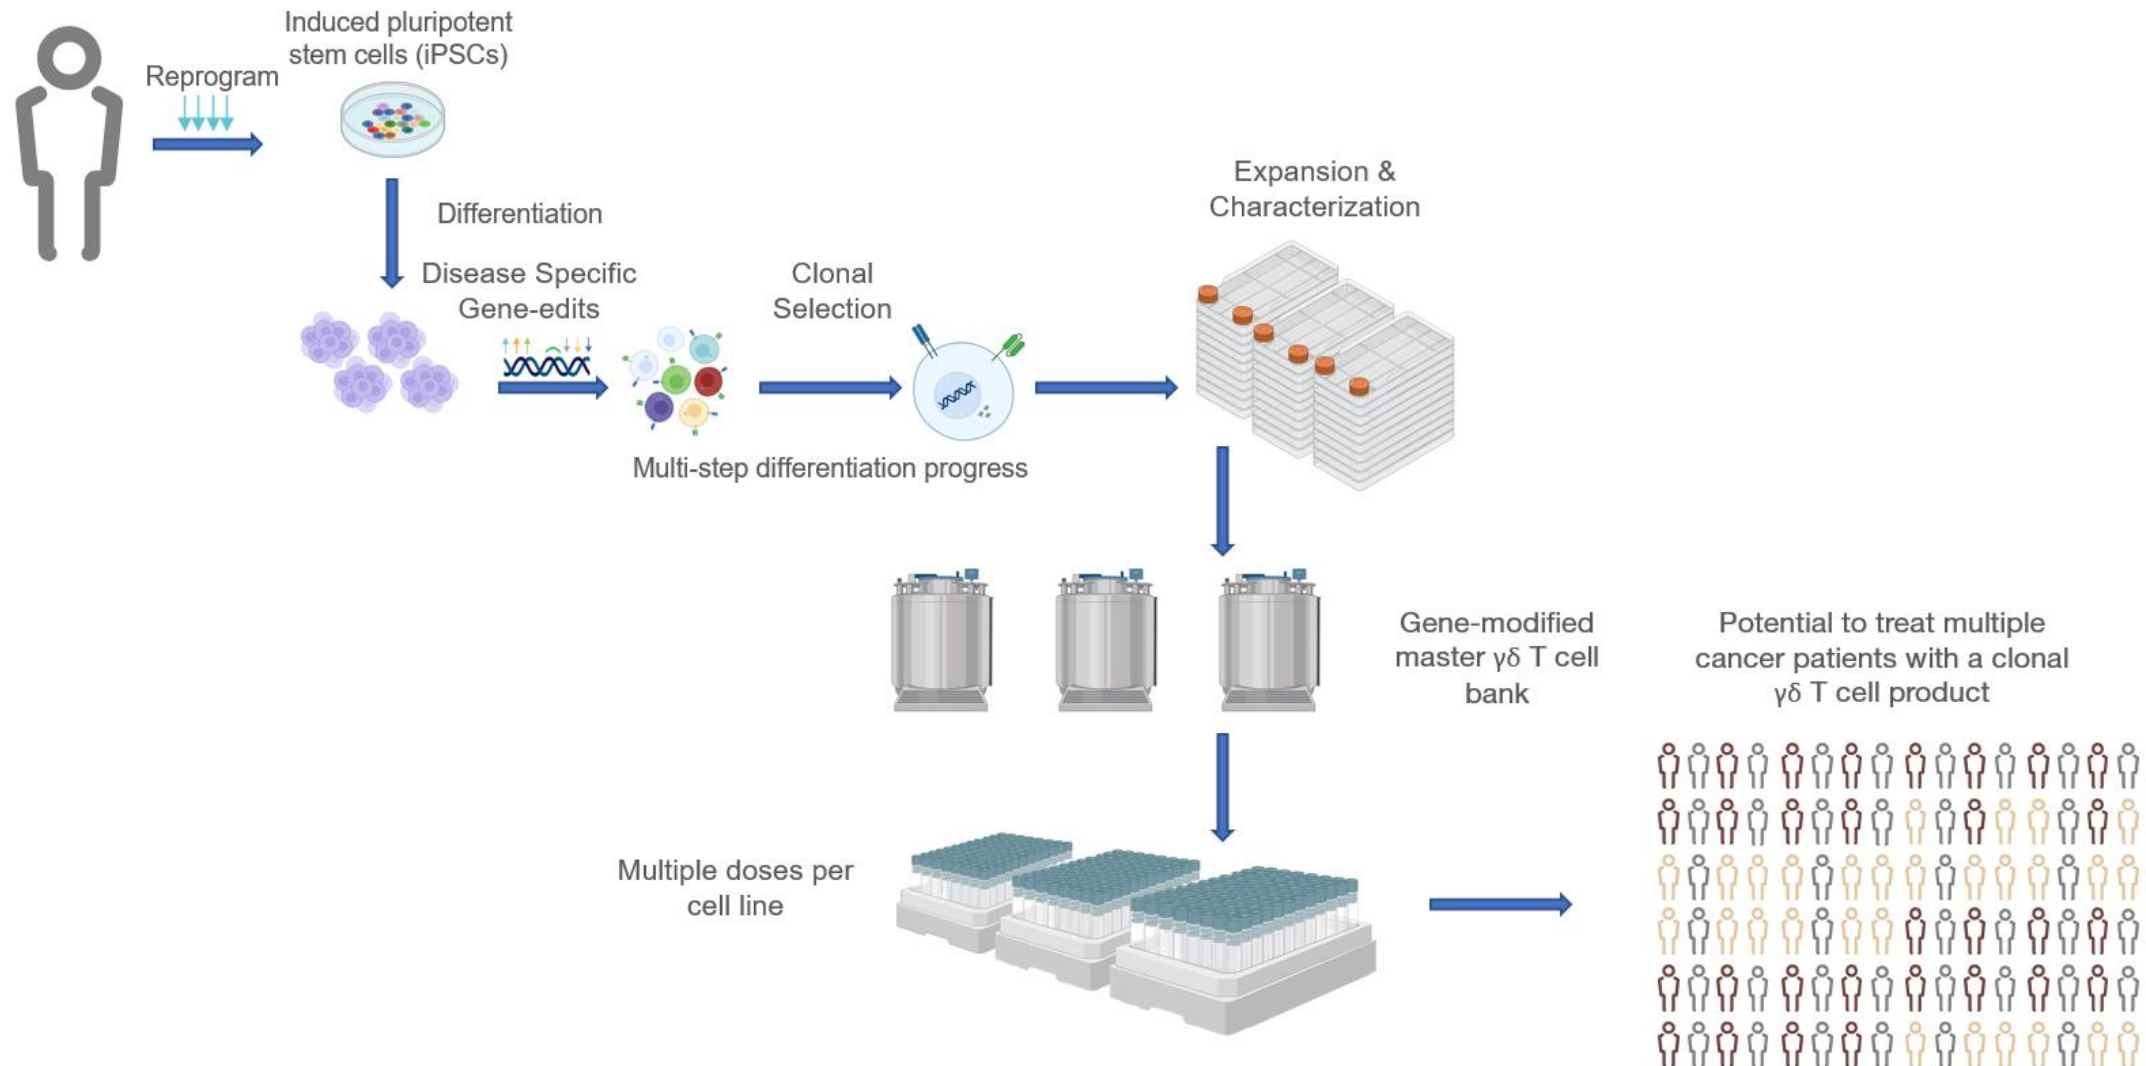 Induced pluripotent
stem cells (iPSCs)
Reprogram
Differentiation
Disease Specific
Gene-edits
Clonal
Selection
Expansion &
Characterization
Multi-step differentiation progress
Gene-modified
master γδ T cell
bank
Potential to treat multiple
cancer patients with a clonal
γδ T cell product
Multiple doses per
cell line